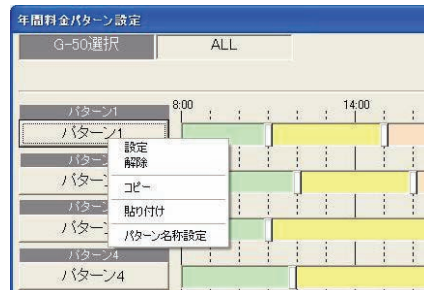 年間料金パターン設定
G-50選択 ALL
8:00 14:00
パターン1
パターン1
設定
解除
コピー
貼り付け
パターン名称設定
パターン4
パターン4